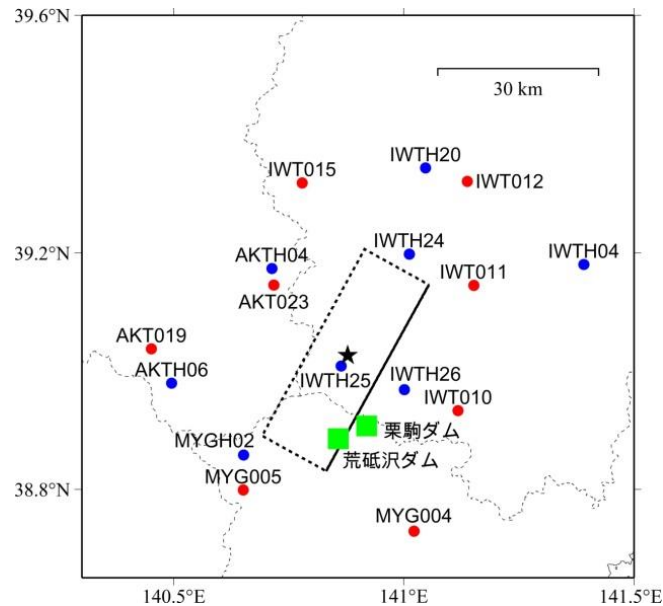 39.6°N
30 km
IWTH20
IWT015
IWT012
IWTH24
39.2°N
AKTH04
IWTH04
IWT011
AKT023
AKT019
AKTH06
IWTH25
IWTH26
IWT010
栗駒ダム
MYGH02
荒砥沢ダム
MYG005
38.8°N
MYG004
140.5°E
141°E
141.5°E